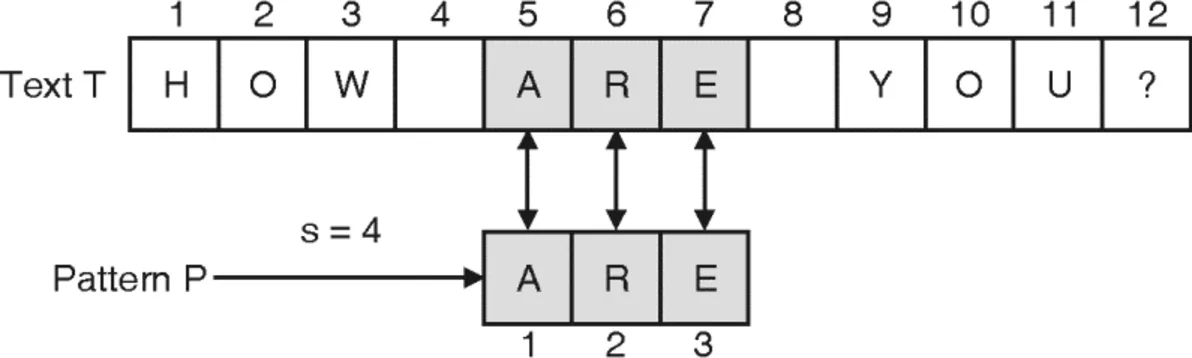 1 2 3 4 5 6 7 8 9 10 11 12
Text T H O W A R E Y O U ?
s = 4
Pattern P A R E
1 2 3